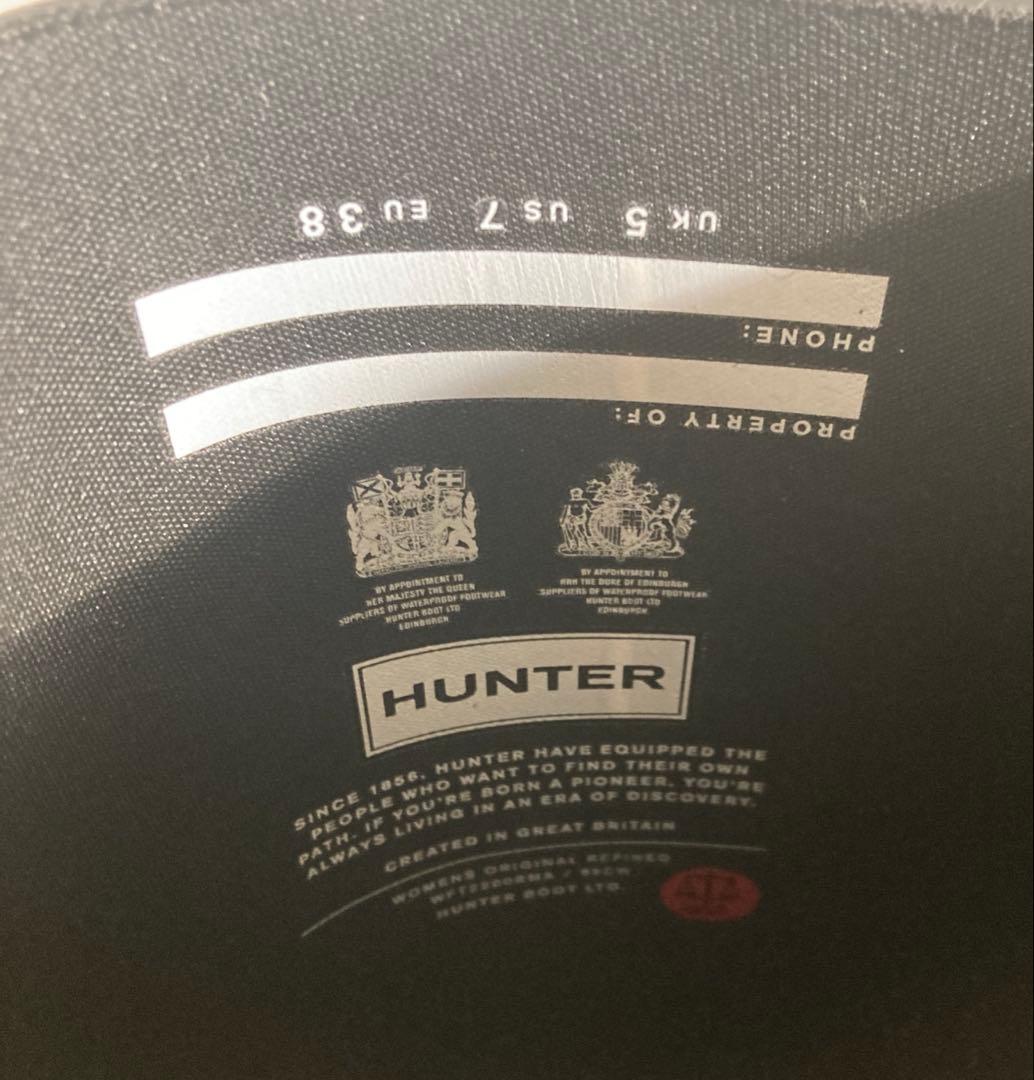 UK 5 US 7 EU 38
PHONE:
PROPERTY OF:
BY APPOINTMENT TO
HER MAJESTY THE QUEEN
SUPPLIERS OF WATERPROOF FOOTWEAR
HUNTER BOOT LTD
EDINBURGH
BY APPOINTMENT TO
HRH THE DUKE OF EDINBURGH
SUPPLIERS OF WATERPROOF FOOTWEAR
HUNTER BOOT LTD
EDINBURGH
HUNTER
SINCE 1856, HUNTER HAVE EQUIPPED THE
PEOPLE WHO WANT TO FIND THEIR OWN
PATH. IF YOU'RE BORN A PIONEER, YOU'RE
ALWAYS LIVING IN AN ERA OF DISCOVERY.
CREATED IN GREAT BRITAIN
WOMENS ORIGINAL REFINED
HUNTER BOOT LTD.